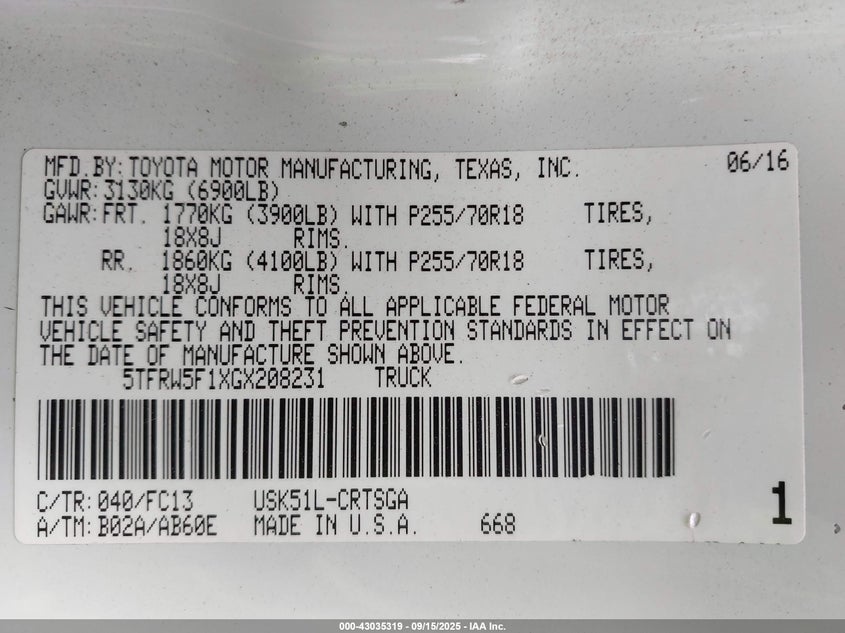 MFD.BY:TOYOTA MOTOR MANUFACTURING, TEXAS, INC. 06/16
GVWR:3130KG (6900LB)
GAWR:FRT. 1770KG (3900LB) WITH P255/70R18 TIRES,
18X8J RIMS.
RR. 1860KG (4100LB) WITH P255/70R18 TIRES,
18X8J RIMS.
THIS VEHICLE CONFORMS TO ALL APPLICABLE FEDERAL MOTOR
VEHICLE SAFETY AND THEFT PREVENTION STANDARDS IN EFFECT ON
THE DATE OF MANUFACTURE SHOWN ABOVE.
5TFRW5F1XGX208231 TRUCK
C/TR:040/FC13 USK51L-CRTSGA
A/TM:B02A/AB60E MADE IN U.S.A. 668
1
000-43035319 - 09/15/2025 - IAA Inc.